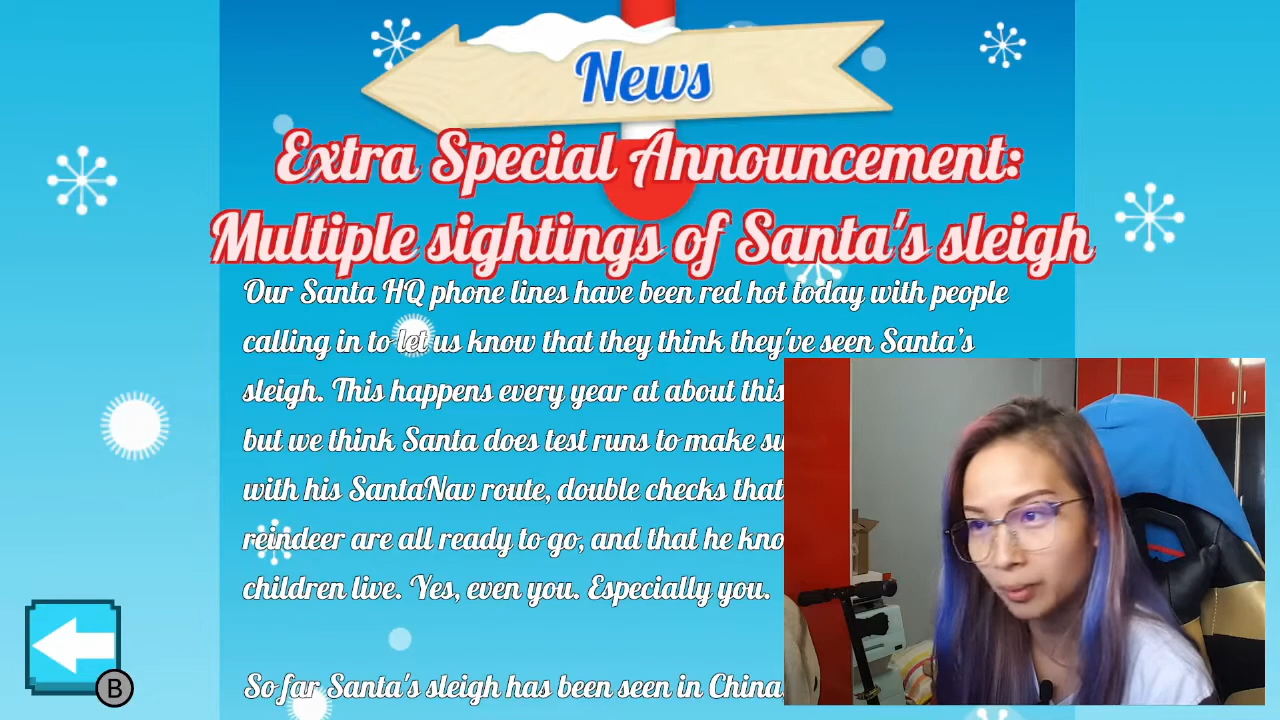 News
Extra Special Announcement:
Multiple sightings of Santa's sleigh
Our Santa HQ phone lines have been red hot today with people
calling in to let us know that they think they've seen Santa’s
sleigh. This happens every year at about this
but we think Santa does test runs to make
with his SantaNav route, double checks that
reindeer are all ready to go, and that he
children live. Yes, even you. Especially you.
So far Santa's sleigh has been seen in China
B